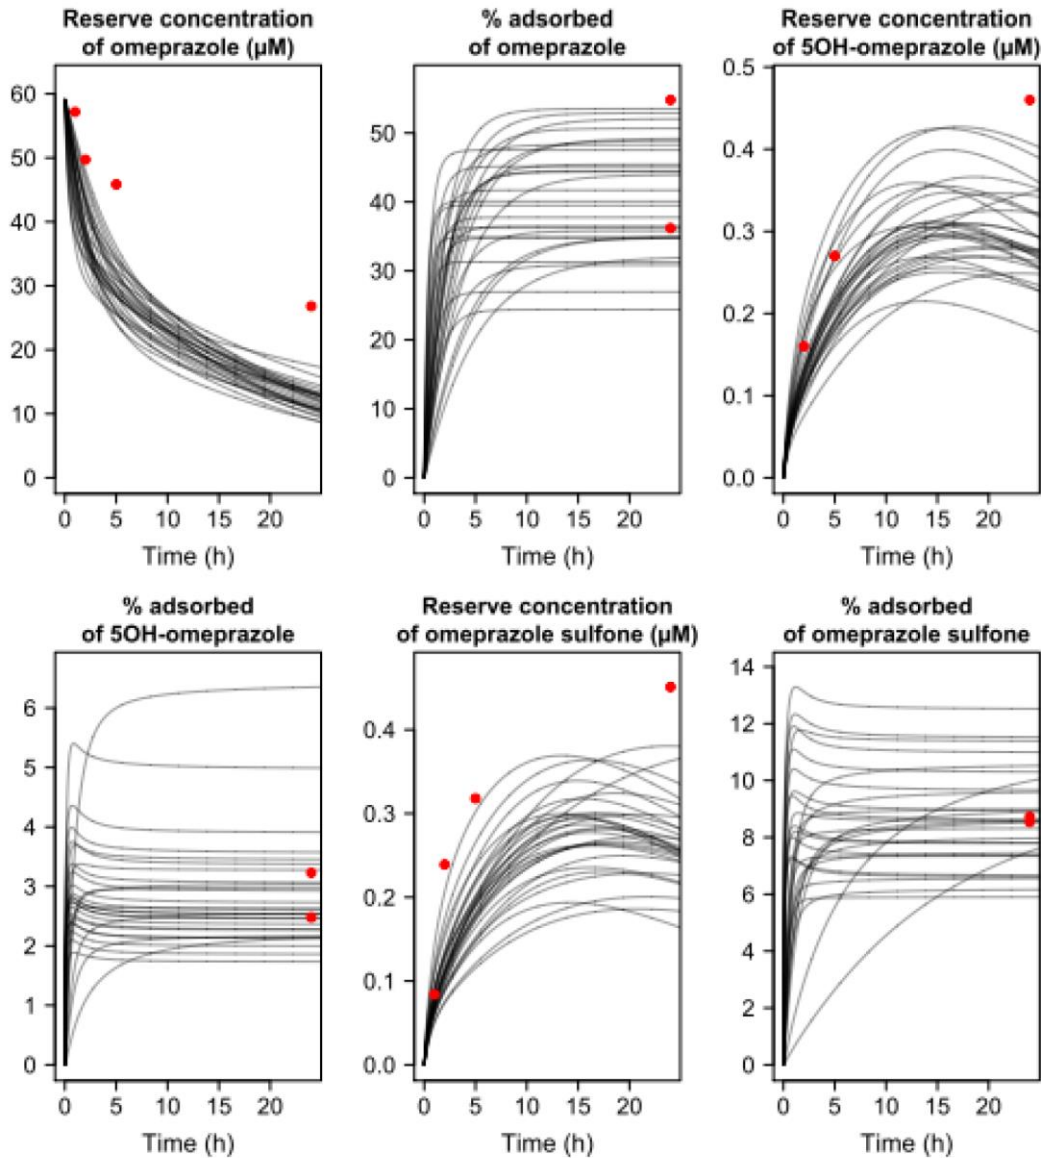 Reserve concentration
of omeprazole (µM)
% adsorbed
of omeprazole
Reserve concentration
of 5OH-omeprazole (µM)
60
50
40
30
20
10
0
0 5 10 15 20
Time (h)
50
40
30
20
10
0
0 5 10 15 20
Time (h)
0.5
0.4
0.3
0.2
0.1
0.0
0 5 10 15 20
Time (h)
% adsorbed
of 5OH-omeprazole
Reserve concentration
of omeprazole sulfone (µM)
% adsorbed
of omeprazole sulfone
6
5
4
3
2
1
0
0 5 10 15 20
Time (h)
0.4
0.3
0.2
0.1
0.0
0 5 10 15 20
Time (h)
14
12
10
8
6
4
2
0
0 5 10 15 20
Time (h)